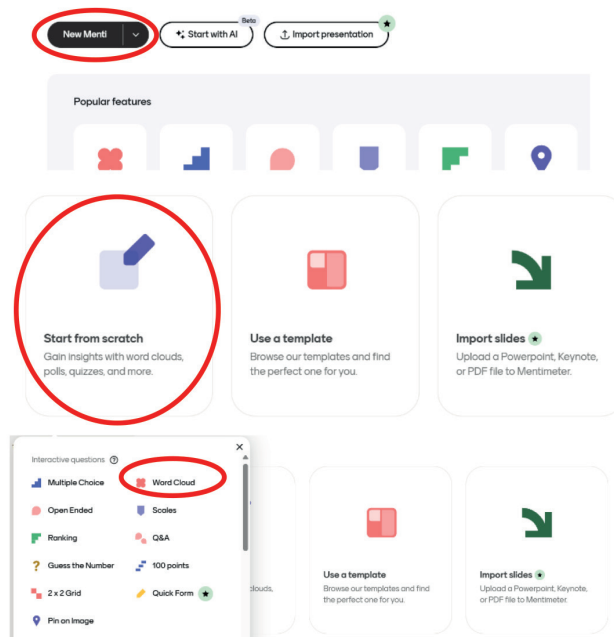 New Menti
Start with AI
Beta
Import presentation
Popular features
Start from scratch
Gain insights with word clouds,
polls, quizzes, and more.
Use a template
Browse our templates and find
the perfect one for you.
Import slides
Upload a Powerpoint, Keynote,
or PDF file to Mentimeter.
Interactive questions
Multiple Choice
Word Cloud
Open Ended
Scales
Ranking
Q&A
Guess the Number
100 points
2 x 2 Grid
Quick Form
Pin on Image
clouds,
Use a template
Browse our templates and find
the perfect one for you.
Import slides
Upload a Powerpoint, Keynote,
or PDF file to Mentimeter.